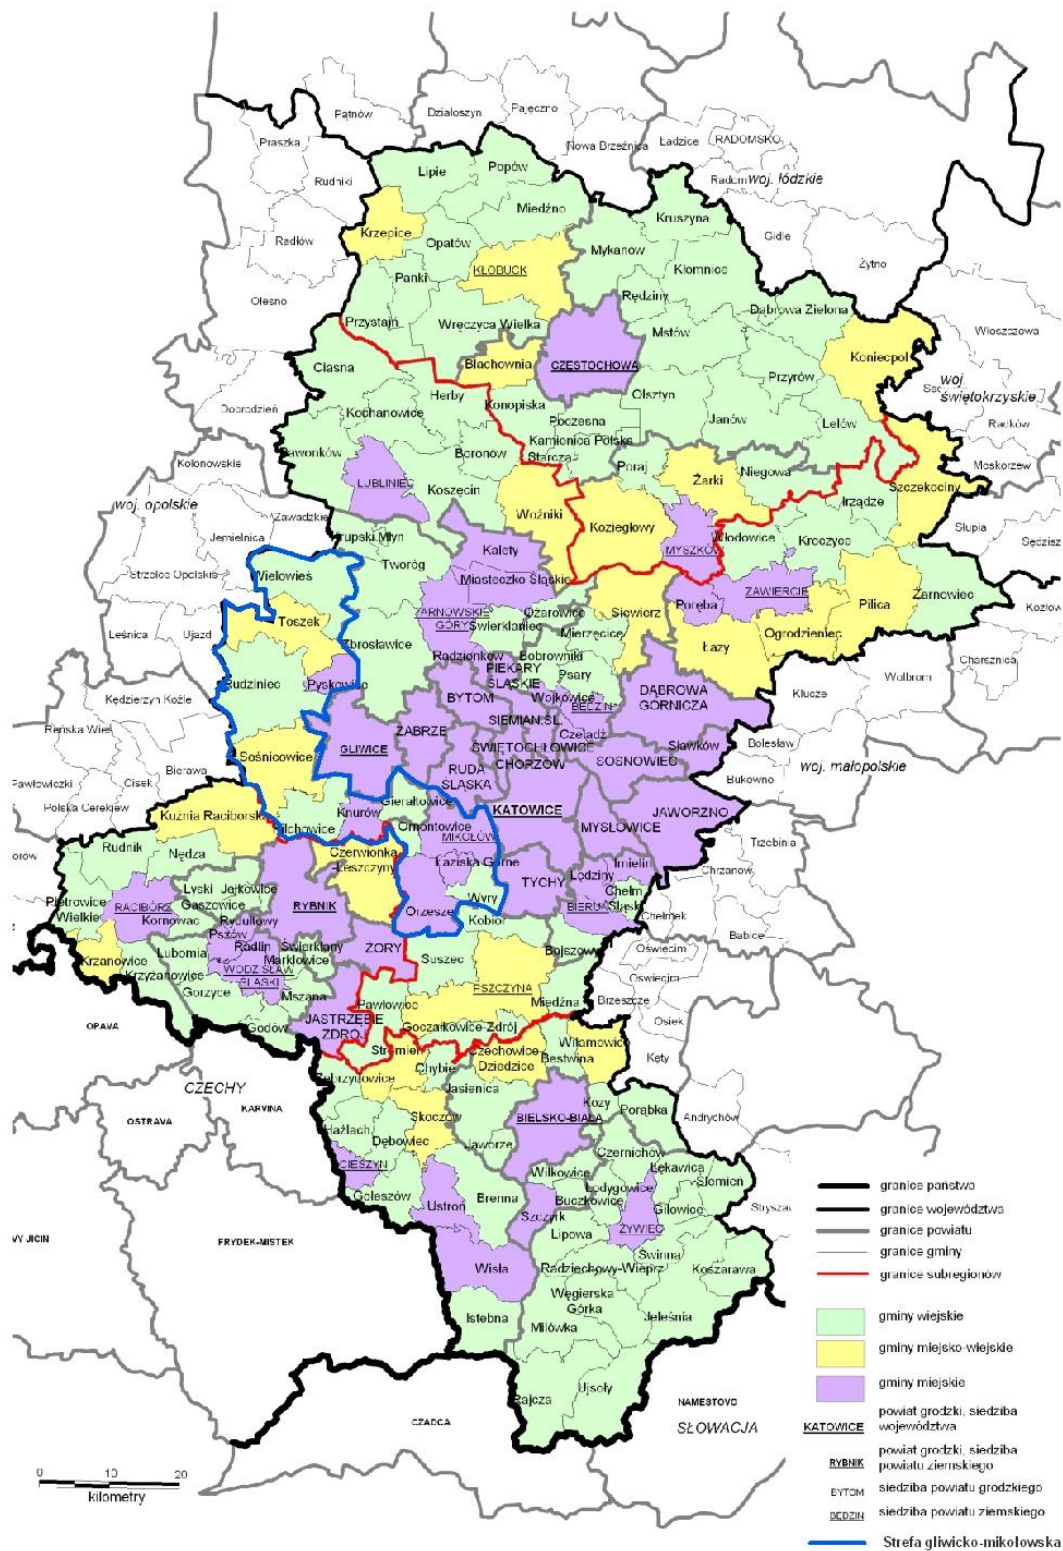 Pątnów
Działoszyn
Pajęczno
Praszka
Nowa Brzeźnica
Ładzice
RADOMSKO
Rudniki
Lipie
Popów
woj. łódzkie
Miedźno
Kruszyna
Krzepice
Radłów
Opatów
Mykanów
Gidle
Żytno
KŁOBUCK
Kłomnice
Panki
Olesno
Rędziny
Dąbrowa Zielona
Przystajń
Wręczyca Wielka
Mstów
Włoszczowa
Koniecpol
Ciasna
Blachownia
CZĘSTOCHOWA
Przyrów
woj.
świętokrzyskie
Dobrodzień
Herby
Konopiska
Olsztyn
Kochanowice
Poczesna
Janów
Lelów
Radków
Kamienica Polska
Boronów
Starcza
Kolonowskie
Poraj
Żarki
Niegowa
Moskorzew
LUBLINIEC
Koszęcin
Irządze
Szczekociny
woj. opolskie
Zawadzkie
Woźniki
Koziegłowy
Słupia
Jemielnica
Krupski Młyn
Kalety
MYSZKÓW
Włodowice
Kroczyce
Tworóg
Strzelce Opolskie
Wielowieś
Miasteczko Śląskie
ZAWIERCIE
Pilica
Żarnowiec
Poręba
Leśnica
Ujazd
Toszek
TARNOWSKIE
GÓRY
Ożarowice
Siewierz
Świerklaniec
Mierzęcice
Ogrodzieniec
Zbrosławice
Łazy
Radzionków
Bobrowniki
Charsznica
PIEKARY
ŚLĄSKIE
Psary
Wolbrom
Rudziniec
Pyskowice
Kędzierzyn Koźle
BYTOM
Wojkowice
BĘDZIN
DĄBROWA
GÓRNICZA
Klucze
Reńska Wieś
GLIWICE
ZABRZE
SIEMIAN.ŚL.
Czeladź
Bolesław
Sławków
ŚWIĘTOCHŁOWICE
CHORZÓW
SOSNOWIEC
Sośnicowice
woj. małopolskie
Pawłowiczki
Cisek
Bierawa
RUDA
ŚLĄSKA
Bukowno
Polska Cerekiew
Gierałtowice
KATOWICE
JAWORZNO
Kuźnia Raciborska
Pilchowice
Knurów
Ornontowice
MIKOŁÓW
MYSŁOWICE
Trzebinia
Rudnik
Nędza
Czerwionka
-Leszczyny
Łaziska Górne
Imielin
Chrzanów
Lyski
Jejkowice
TYCHY
Lędziny
Chełm
Śląski
Pietrowice
Wielkie
RACIBÓRZ
Gaszowice
RYBNIK
Wyry
BIERUŃ
Kornowac
Rydułtowy
Orzesze
Kobiór
Chełmek
Pszów
Babice
Radlin
Świerklany
ŻORY
Krzanowice
Lubomia
Marklowice
Suszec
Bojszowy
Oświęcim
Krzyżanowice
WODZISŁAW
ŚLĄSKI
Oświęcim
Gorzyce
Mszana
PSZCZYNA
Brzeszcze
Pawłowice
Miedźna
OPAVA
JASTRZĘBIE
ZDRÓJ
Goczałkowice-Zdrój
Osiek
Godów
Strumień
Wilamowice
Czechowice
Dziedzice
Bestwina
Kęty
CZECHY
Zebrzydowice
Chybie
Jasienica
OSTRAVA
KARVINA
BIELSKO-BIAŁA
Kozy
Porąbka
Andrychów
Skoczów
Hażlach
Dębowiec
Jaworze
Czernichów
CIESZYN
Wilkowice
Łękawica
Goleszów
Łodygowice
Ślemień
granice państwa
Brenna
Buczkowice
Gilowice
granice województwa
Ustroń
Szczyrk
ŻYWIEC
granice powiatu
Lipowa
VY JICIN
FRYDEK-MISTEK
Świnna
granice gminy
Wisła
Radziechowy-Wieprz
Koszarawa
granice subregionów
Węgierska
Górka
Istebna
Milówka
Jeleśnia
gminy wiejskie
gminy miejsko-wiejskie
Rajcza
Ujsoły
gminy miejskie
NAMESTOVO
CZADCA
SŁOWACJA
KATOWICE
powiat grodzki, siedziba
województwa
RYBNIK
powiat grodzki, siedziba
powiatu ziemskiego
0 10 20
kilometry
BYTOM
siedziba powiatu grodzkiego
BĘDZIN
siedziba powiatu ziemskiego
Strefa gliwicko-mikołowska